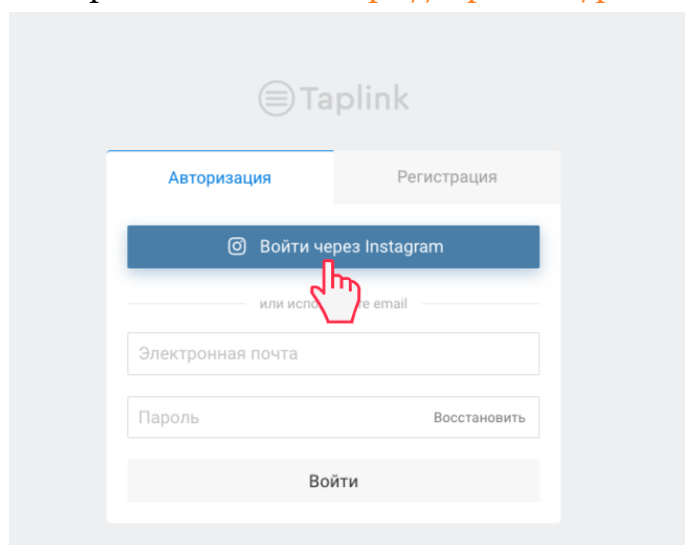 Taplink
Авторизация
Регистрация
Войти через Instagram
или email
Электронная почта
Пароль
Восстановить
Войти